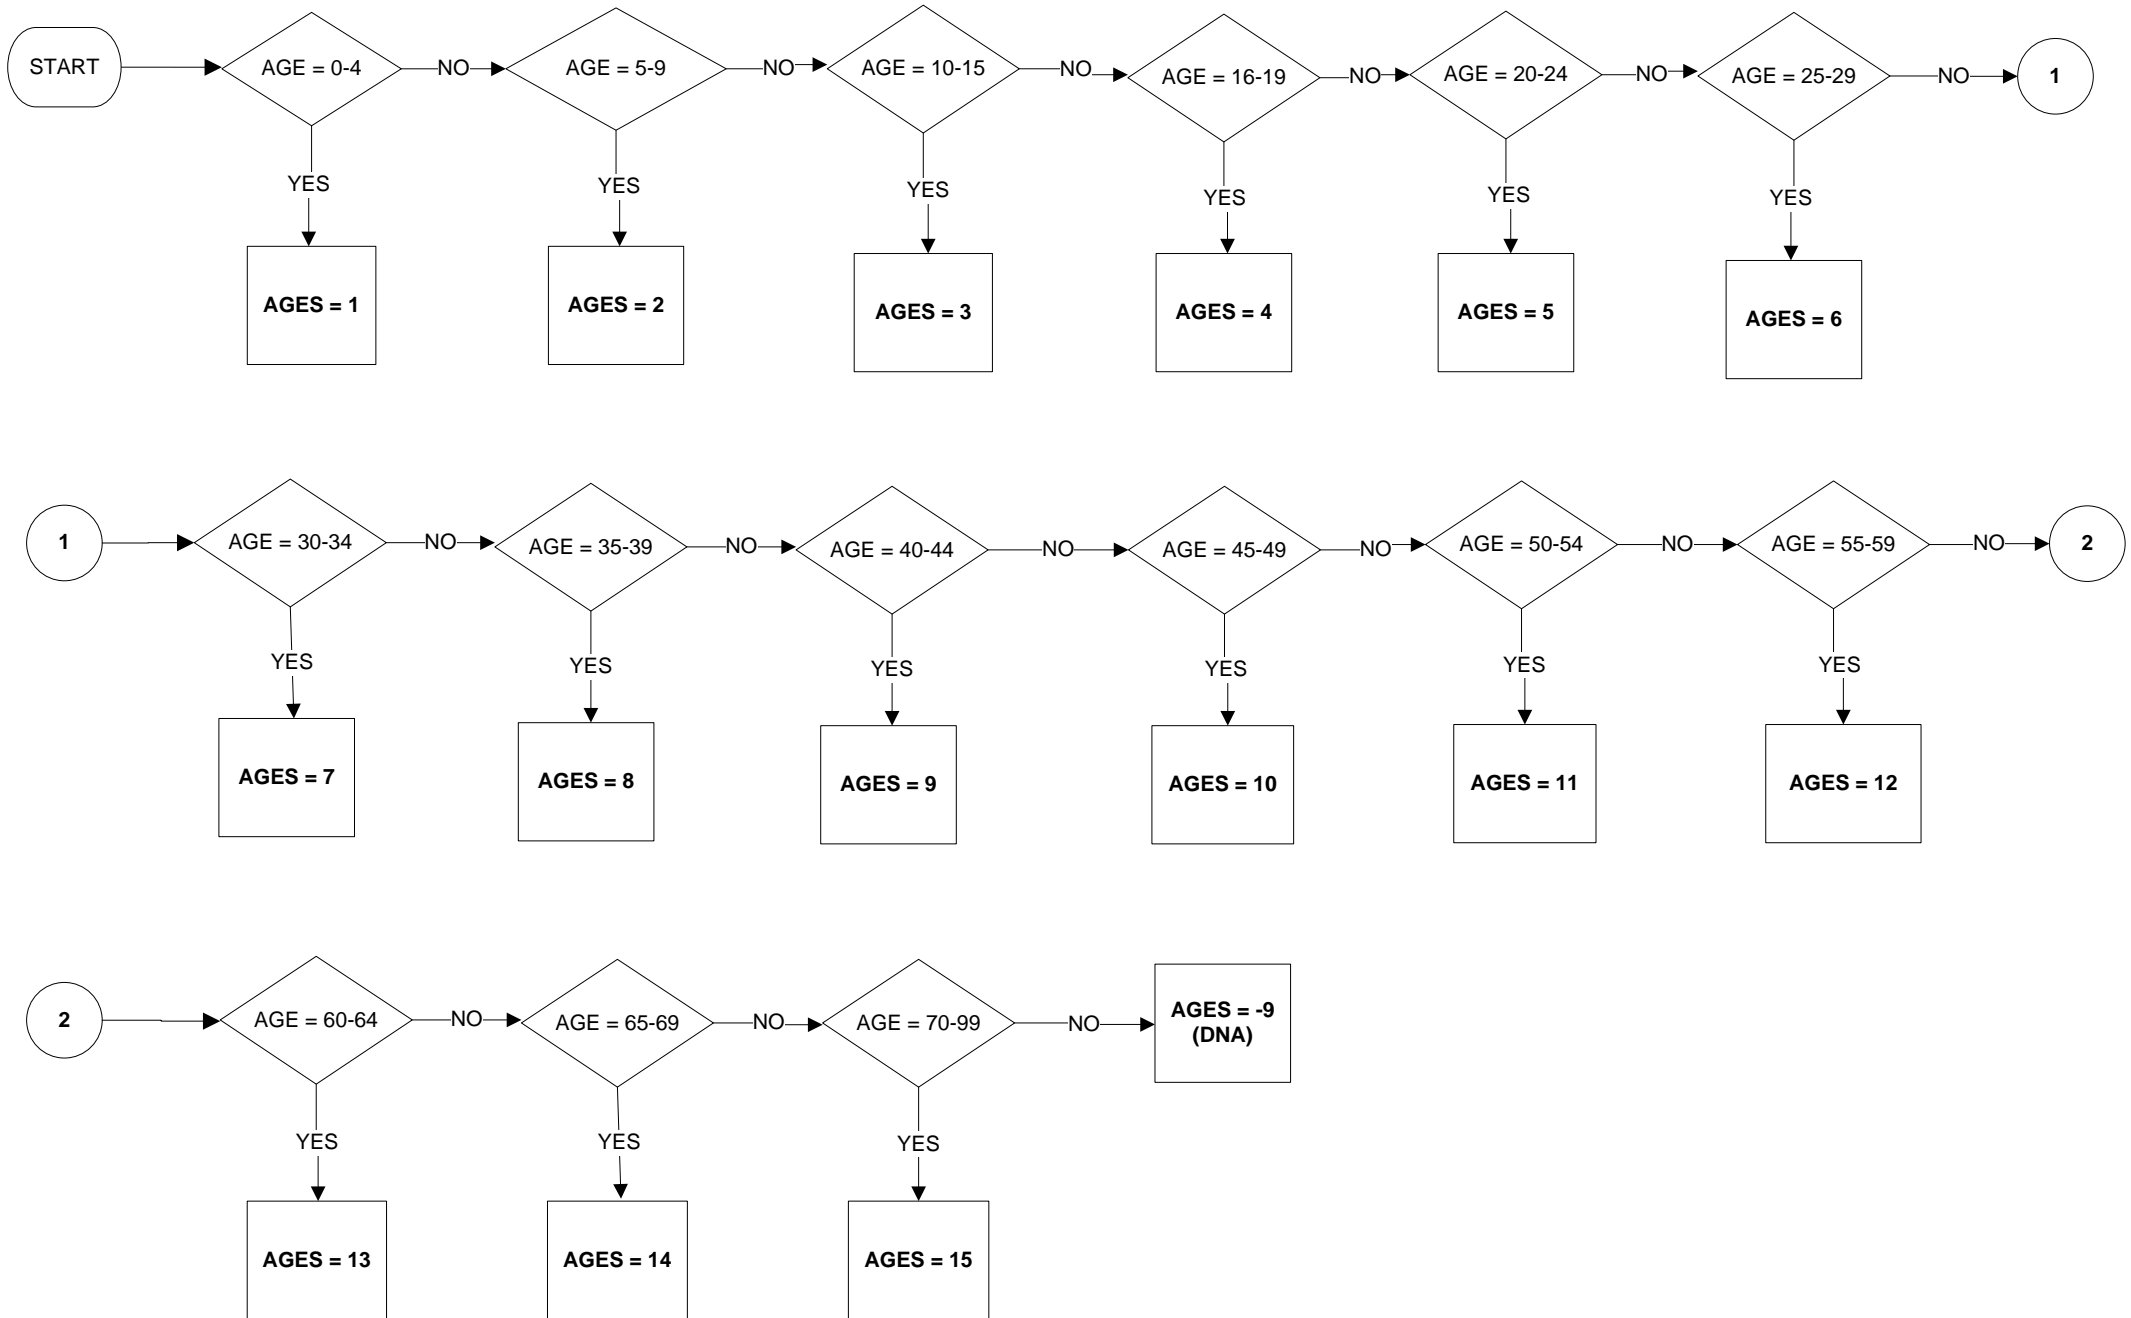 START
AGE = 0-4
NO
AGE = 5-9
NO
AGE = 10-15
NO
AGE = 16-19
NO
AGE = 20-24
NO
AGE = 25-29
NO
1
YES
YES
YES
YES
YES
YES
AGES = 1
AGES = 2
AGES = 3
AGES = 4
AGES = 5
AGES = 6
1
AGE = 30-34
NO
AGE = 35-39
NO
AGE = 40-44
NO
AGE = 45-49
NO
AGE = 50-54
NO
AGE = 55-59
NO
2
YES
YES
YES
YES
YES
YES
AGES = 7
AGES = 8
AGES = 9
AGES = 10
AGES = 11
AGES = 12
2
AGE = 60-64
NO
AGE = 65-69
NO
AGE = 70-99
NO
AGES = -9
(DNA)
YES
YES
YES
AGES = 13
AGES = 14
AGES = 15